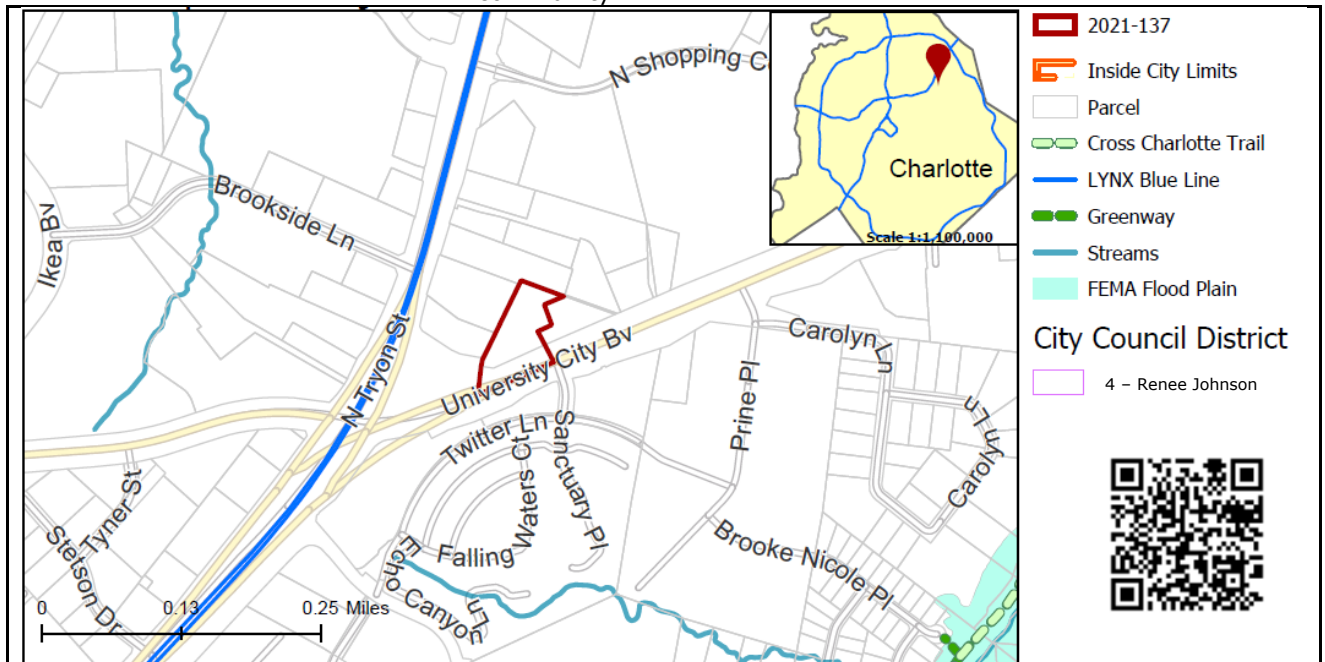 N Shopping C
Brookside Ln
Ikea Bv
N Tryon St
University City Bv
Carolyn Ln
Carolyn Ln
Prine Pl
Twitter Ln
Sanctuary Pl
Falling Waters Ct
Echo Canyon Ln
Brooke Nicole Pl
Tyner St
Stetson Dr
0 0.13 0.25 Miles
Charlotte
Scale 1:1,100,000
2021-137
Inside City Limits
Parcel
Cross Charlotte Trail
LYNX Blue Line
Greenway
Streams
FEMA Flood Plain
City Council District
4 – Renee Johnson